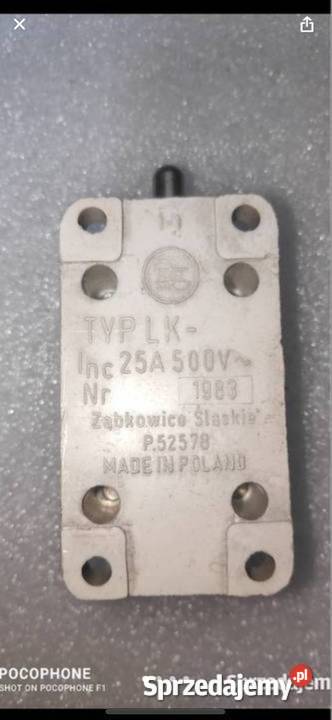 TYP LK-
Inc 25A 500V~
Nr 1983
Ząbkowice Śląskie
P.52578
MADE IN POLAND
POCOPHONE
SHOT ON POCOPHONE F1
Sprzedajemy.pl